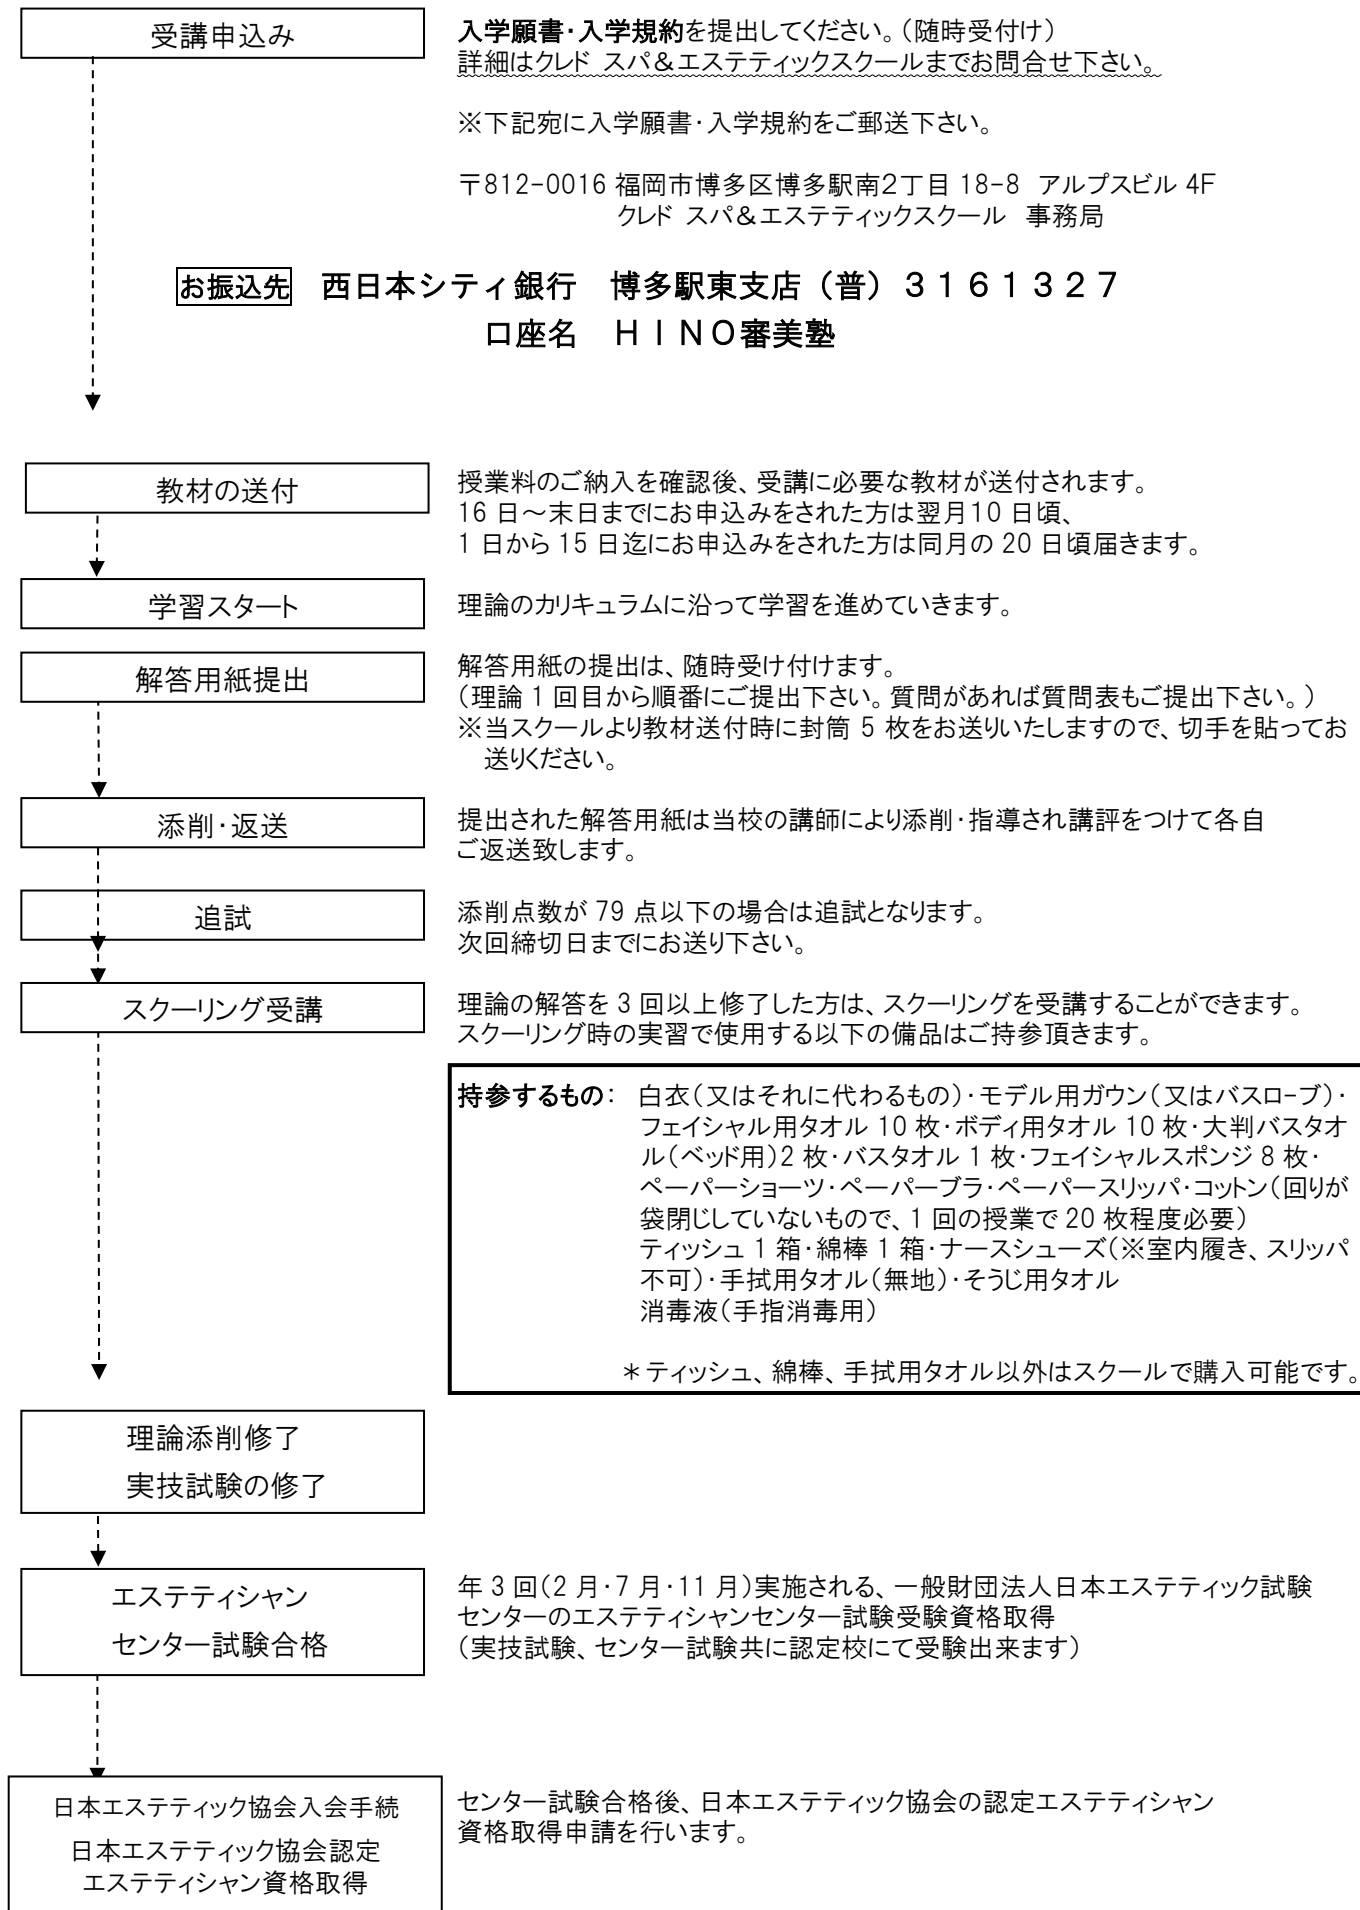 受講申込み
入学願書・入学規約を提出してください。（随時受付け）
詳細はクレド スパ＆エステティックスクールまでお問合せ下さい。
※下記宛に入学願書・入学規約をご郵送下さい。
〒812-0016 福岡市博多区博多駅南２丁目 18-8　アルプスビル 4F
クレド スパ＆エステティックスクール　事務局
お振込先　西日本シティ銀行　博多駅東支店（普）３１６１３２７
口座名　ＨＩＮＯ審美塾
教材の送付
授業料のご納入を確認後、受講に必要な教材が送付されます。
16 日～末日までにお申込みをされた方は翌月10 日頃、
1 日から 15 日迄にお申込みをされた方は同月の 20 日頃届きます。
学習スタート
理論のカリキュラムに沿って学習を進めていきます。
解答用紙提出
解答用紙の提出は、随時受け付けます。
（理論 1 回目から順番にご提出下さい。質問があれば質問表もご提出下さい。）
※当スクールより教材送付時に封筒 5 枚をお送りいたしますので、切手を貼ってお
送りください。
添削・返送
提出された解答用紙は当校の講師により添削・指導され講評をつけて各自
ご返送致します。
追試
添削点数が 79 点以下の場合は追試となります。
次回締切日までにお送り下さい。
スクーリング受講
理論の解答を 3 回以上修了した方は、スクーリングを受講することができます。
スクーリング時の実習で使用する以下の備品はご持参頂きます。
持参するもの：　白衣（又はそれに代わるもの）・モデル用ガウン（又はバスロ-ブ）・
フェイシャル用タオル 10 枚・ボディ用タオル 10 枚・大判バスタオ
ル（ベッド用）2 枚・バスタオル 1 枚・フェイシャルスポンジ 8 枚・
ペーパーショーツ・ペーパーブラ・ペーパースリッパ・コットン（回りが
袋閉じしていないもので、1 回の授業で 20 枚程度必要）
ティッシュ 1 箱・綿棒 1 箱・ナースシューズ（※室内履き、スリッパ
不可）・手拭用タオル（無地）・そうじ用タオル
消毒液（手指消毒用）
＊ティッシュ、綿棒、手拭用タオル以外はスクールで購入可能です。
理論添削修了
実技試験の修了
エステティシャン
センター試験合格
年 3 回（2 月・7 月・11 月）実施される、一般財団法人日本エステティック試験
センターのエステティシャンセンター試験受験資格取得
（実技試験、センター試験共に認定校にて受験出来ます）
日本エステティック協会入会手続
日本エステティック協会認定
エステティシャン資格取得
センター試験合格後、日本エステティック協会の認定エステティシャン
資格取得申請を行います。